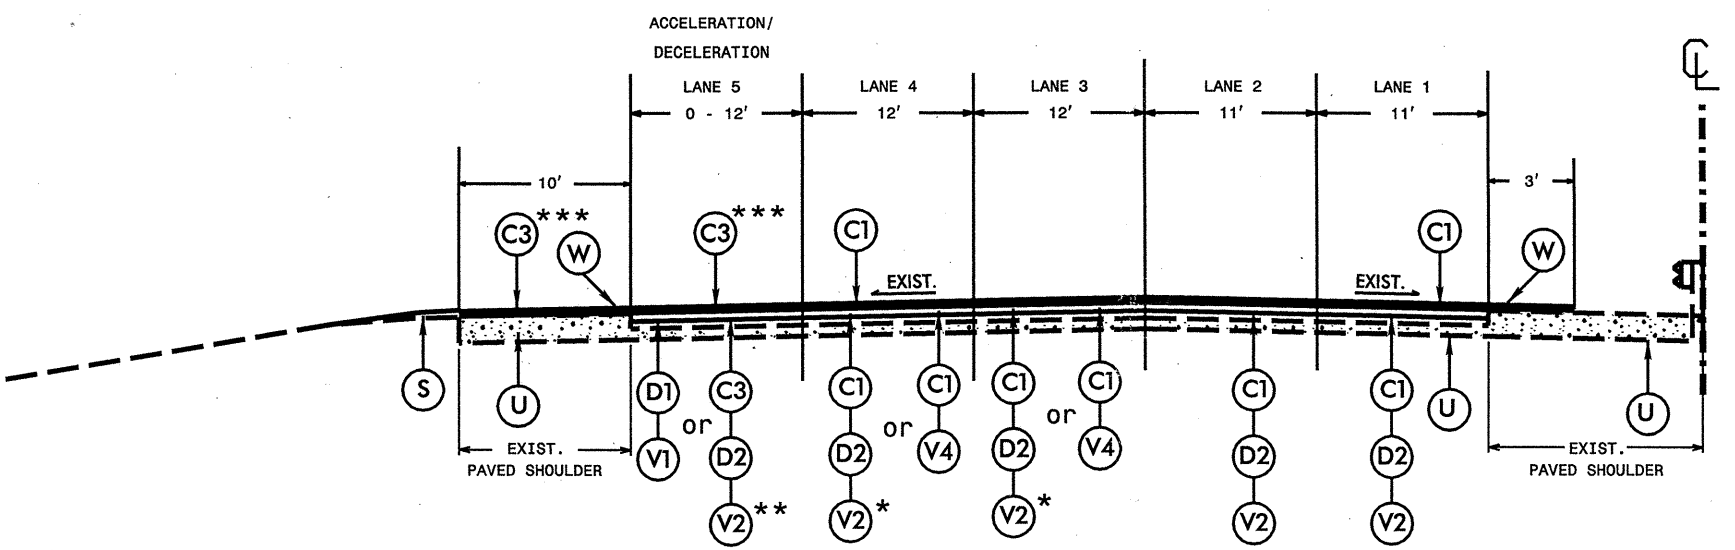 ACCELERATION/
DECELERATION
LANE 5 LANE 4 LANE 3 LANE 2 LANE 1
0 - 12' 12' 12' 11' 11'
10' 3'
C3*** W C3*** C1 C1 W
EXIST. EXIST.
CL
S U D1 C3 C1 C1 C1 C1 C1 C1 U U
or or or
V1 D2 D2 V4 D2 V4 D2 D2
V2** V2* V2* V2 V2
EXIST.
PAVED SHOULDER
EXIST.
PAVED SHOULDER